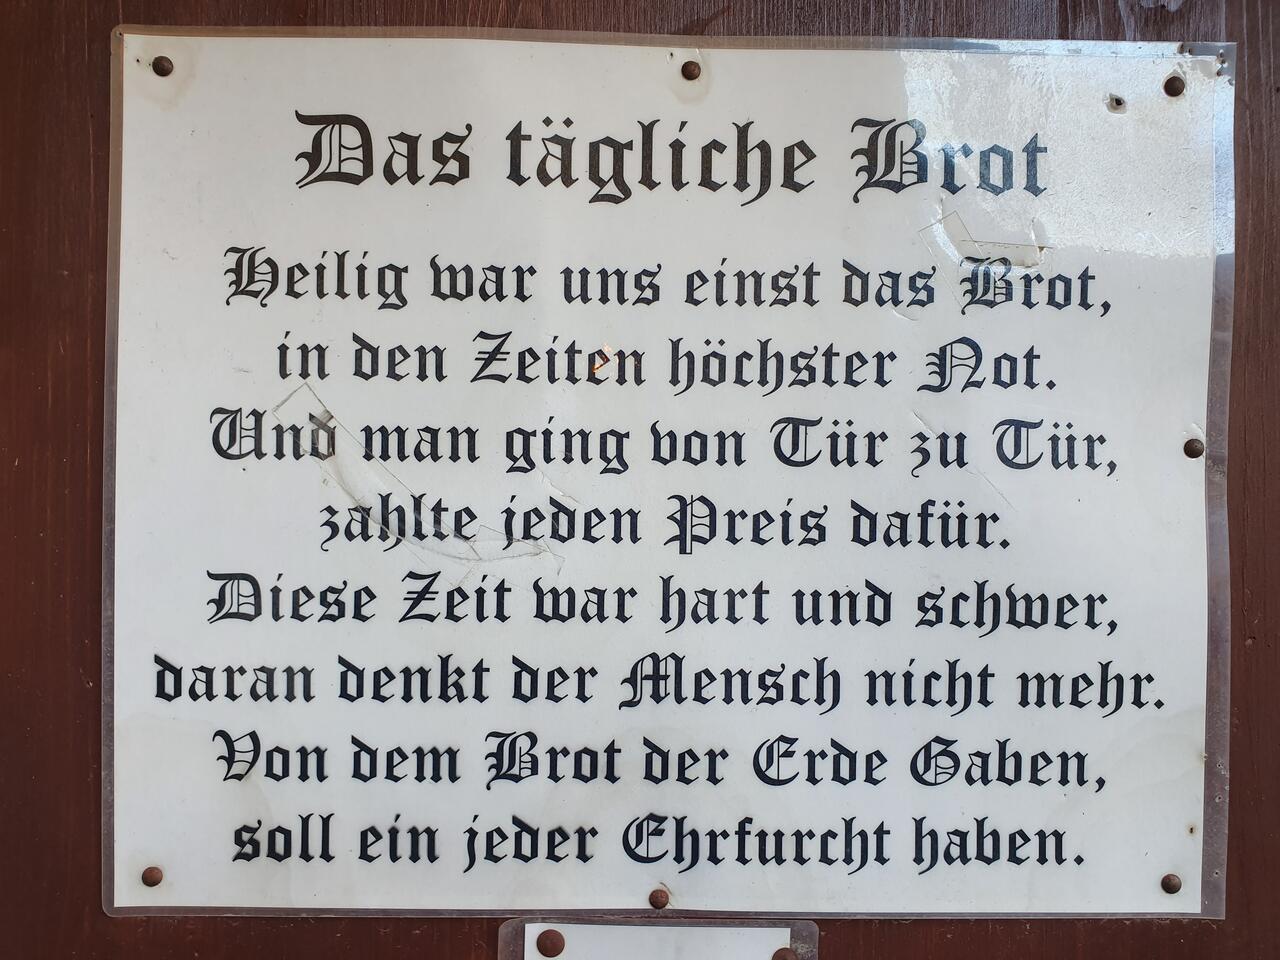 Das tägliche Brot
Heilig war uns einst das Brot,
in den Zeiten höchster Not.
Und man ging von Tür zu Tür,
zahlte jeden Preis dafür.
Diese Zeit war hart und schwer,
daran denkt der Mensch nicht mehr.
Von dem Brot der Erde Gaben,
soll ein jeder Ehrfurcht haben.